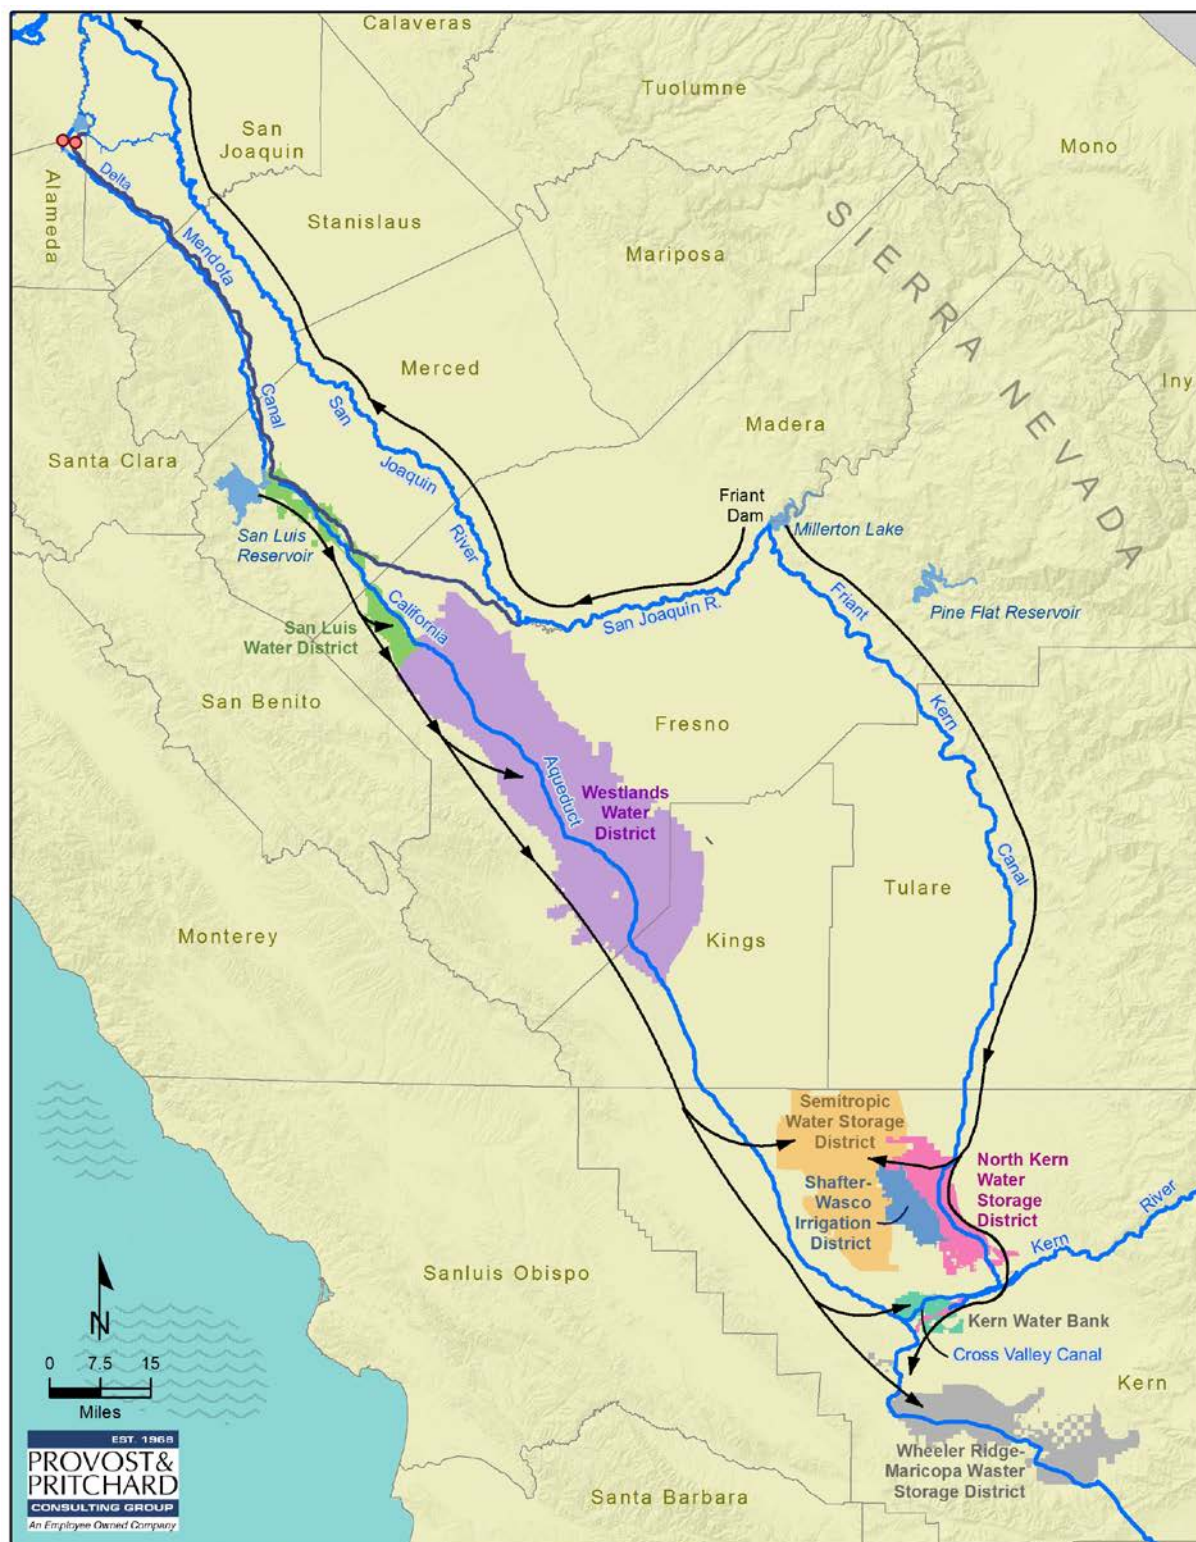 Calaveras
Tuolumne
Mono
San
Joaquin
Alameda
Delta
Mendota
Canal
Stanislaus
Mariposa
SIERRA NEVADA
Merced
Iny
San
Joaquin
River
Madera
Santa Clara
Friant
Dam
Millerton Lake
San Luis
Reservoir
Friant
Kern
Canal
Pine Flat Reservoir
San Joaquin R.
California
Aqueduct
San Luis
Water District
San Benito
Fresno
Westlands
Water
District
Tulare
Monterey
Kings
Semitropic
Water Storage
District
North Kern
Water
Storage
District
Shafter-
Wasco
Irrigation
District
Kern
River
Sanluis Obispo
Kern Water Bank
Cross Valley Canal
Kern
N
0 7.5 15
Miles
Wheeler Ridge-
Maricopa Waster
Storage District
Santa Barbara
EST. 1968
PROVOST&
PRITCHARD
CONSULTING GROUP
An Employee Owned Company